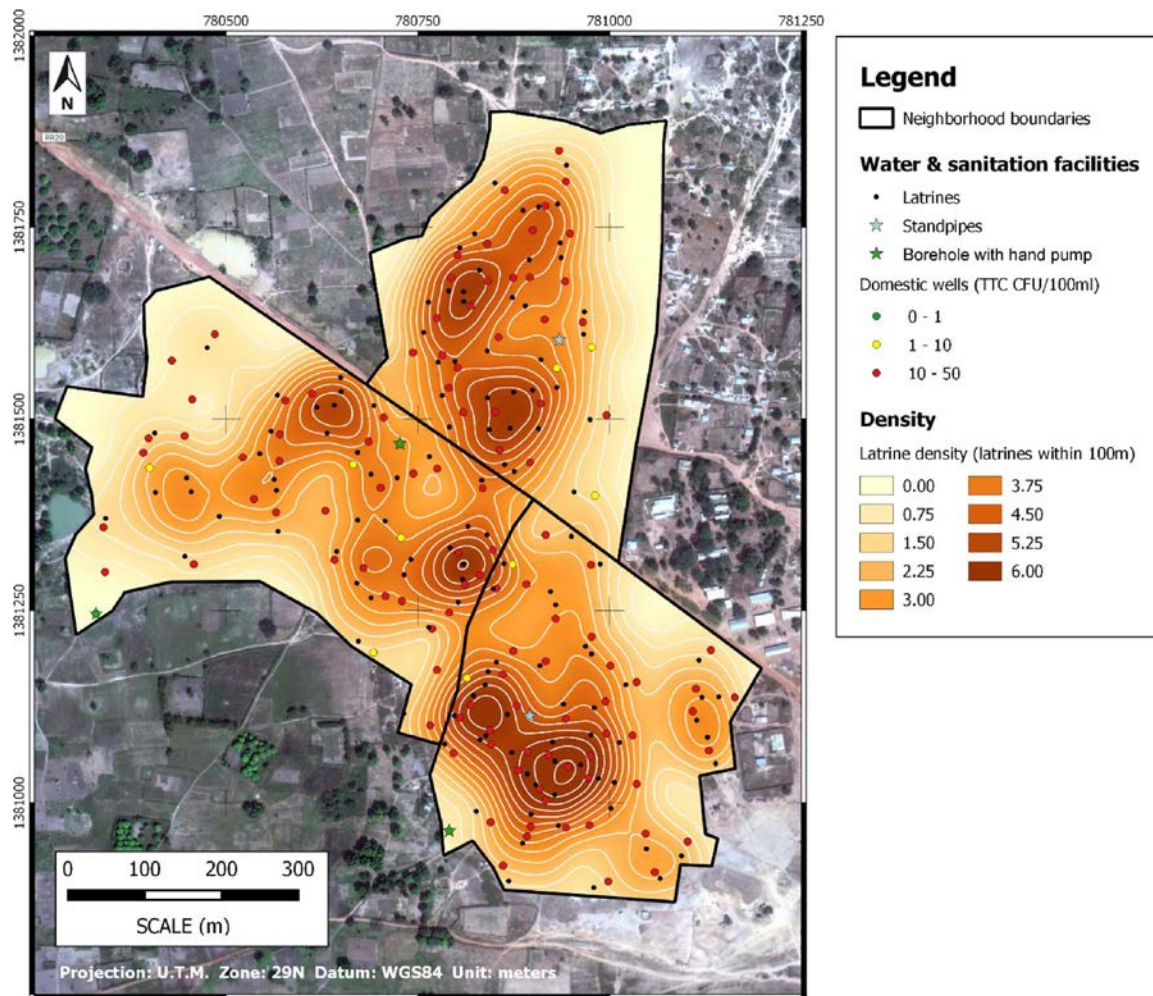 780500 780750 781000 781250
1382000
1381750
1381500
1381250
1381000
N
RR20
0 100 200 300
SCALE (m)
Projection: U.T.M. Zone: 29N Datum: WGS84 Unit: meters
Legend
Neighborhood boundaries
Water & sanitation facilities
Latrines
Standpipes
Borehole with hand pump
Domestic wells (TTC CFU/100ml)
0 - 1
1 - 10
10 - 50
Density
Latrine density (latrines within 100m)
0.00 3.75
0.75 4.50
1.50 5.25
2.25 6.00
3.00